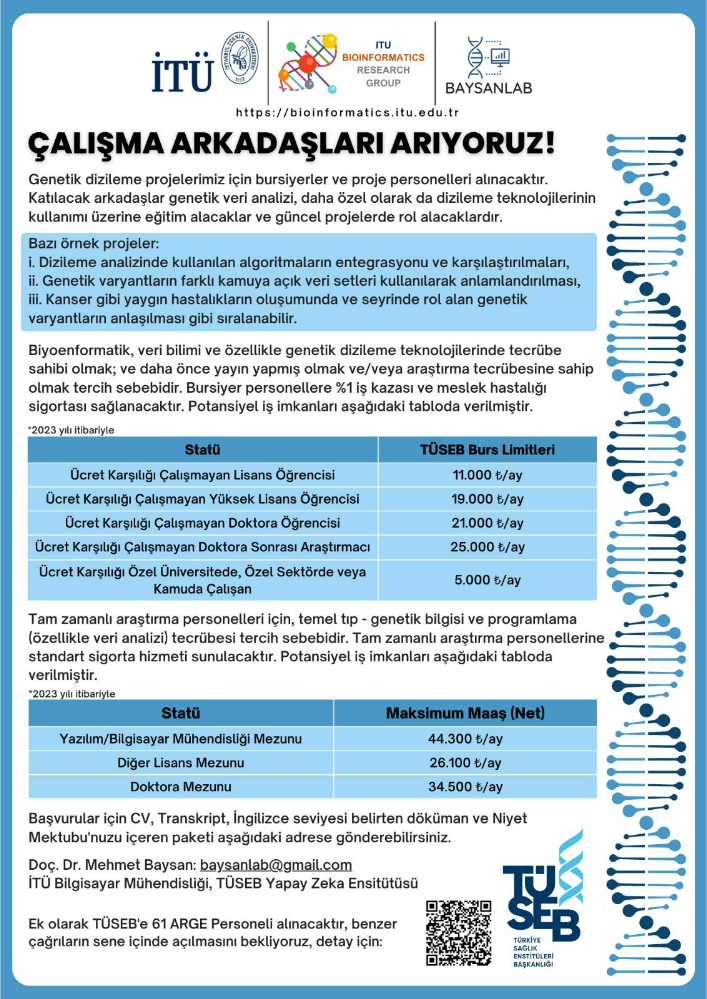 İTÜ
İSTANBUL TEKNİK ÜNİVERSİTESİ
1773
ITU
BIOINFORMATICS
RESEARCH
GROUP
BAYSANLAB
https://bioinformatics.itu.edu.tr
ÇALIŞMA ARKADAŞLARI ARIYORUZ!
Genetik dizileme projelerimiz için bursiyerler ve proje personelleri alınacaktır.
Katılacak arkadaşlar genetik veri analizi, daha özel olarak da dizileme teknolojilerinin
kullanımı üzerine eğitim alacaklar ve güncel projelerde rol alacaklardır.
Bazı örnek projeler:
i. Dizileme analizinde kullanılan algoritmaların entegrasyonu ve karşılaştırılmaları,
ii. Genetik varyantların farklı kamuya açık veri setleri kullanılarak anlamlandırılması,
iii. Kanser gibi yaygın hastalıkların oluşumunda ve seyrinde rol alan genetik
varyantların anlaşılması gibi sıralanabilir.
Biyoenformatik, veri bilimi ve özellikle genetik dizileme teknolojilerinde tecrübe
sahibi olmak; ve daha önce yayın yapmış olmak ve/veya araştırma tecrübesine sahip
olmak tercih sebebidir. Bursiyer personellere %1 iş kazası ve meslek hastalığı
sigortası sağlanacaktır. Potansiyel iş imkanları aşağıdaki tabloda verilmiştir.
*2023 yılı itibariyle
Statü TÜSEB Burs Limitleri
Ücret Karşılığı Çalışmayan Lisans Öğrencisi 11.000 ₺/ay
Ücret Karşılığı Çalışmayan Yüksek Lisans Öğrencisi 19.000 ₺/ay
Ücret Karşılığı Çalışmayan Doktora Öğrencisi 21.000 ₺/ay
Ücret Karşılığı Çalışmayan Doktora Sonrası Araştırmacı 25.000 ₺/ay
Ücret Karşılığı Özel Üniversitede, Özel Sektörde veya
Kamuda Çalışan 5.000 ₺/ay
Tam zamanlı araştırma personelleri için, temel tıp - genetik bilgisi ve programlama
(özellikle veri analizi) tecrübesi tercih sebebidir. Tam zamanlı araştırma personellerine
standart sigorta hizmeti sunulacaktır. Potansiyel iş imkanları aşağıdaki tabloda
verilmiştir.
*2023 yılı itibariyle
Statü Maksimum Maaş (Net)
Yazılım/Bilgisayar Mühendisliği Mezunu 44.300 ₺/ay
Diğer Lisans Mezunu 26.100 ₺/ay
Doktora Mezunu 34.500 ₺/ay
Başvurular için CV, Transkript, İngilizce seviyesi belirten döküman ve Niyet
Mektubu'nuzu içeren paketi aşağıdaki adrese gönderebilirsiniz.
Doç. Dr. Mehmet Baysan: baysanlab@gmail.com
İTÜ Bilgisayar Mühendisliği, TÜSEB Yapay Zeka Ensitütüsü
Ek olarak TÜSEB'e 61 ARGE Personeli alınacaktır, benzer
çağrıların sene içinde açılmasını bekliyoruz, detay için:
TÜ
SEB
TÜRKİYE
SAĞLIK
ENSTİTÜLERİ
BAŞKANLIĞI